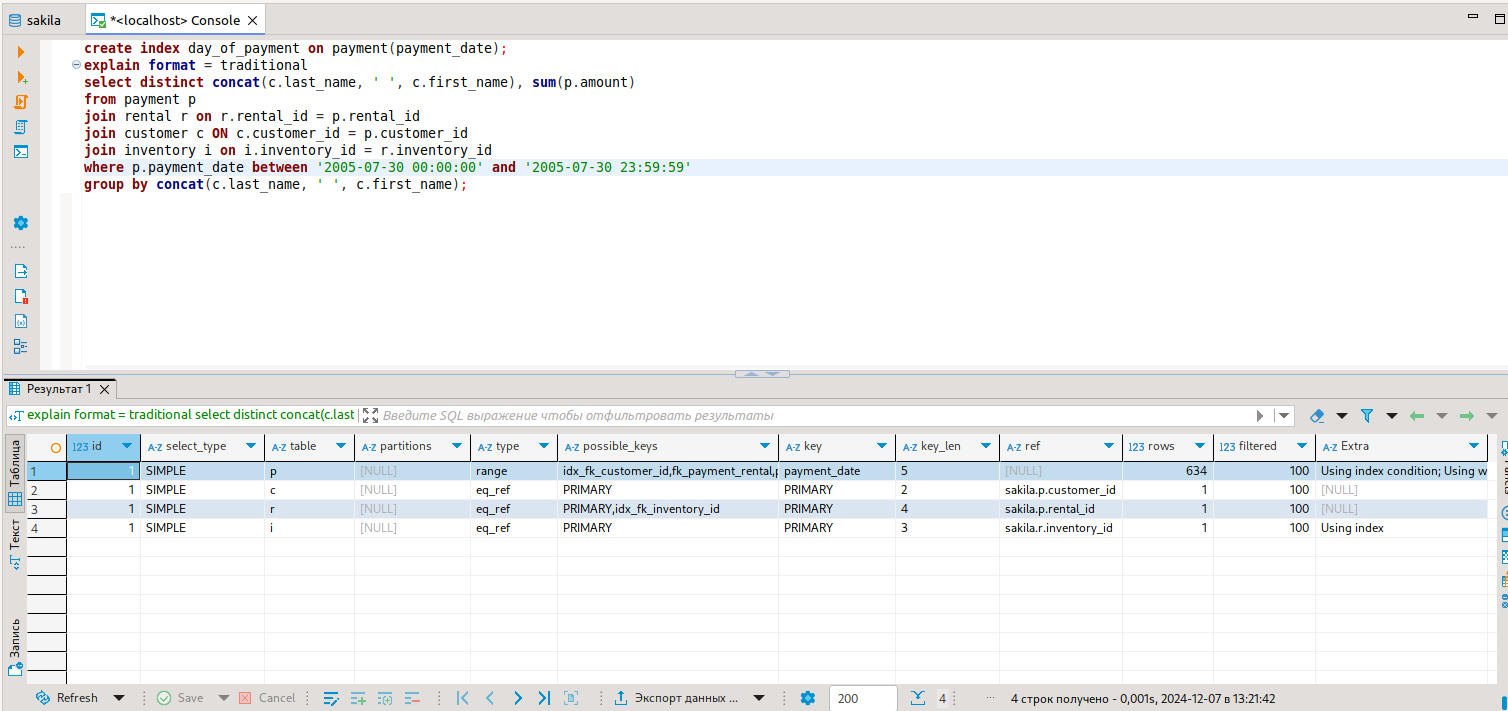 sakila *<localhost> Console
create index day_of_payment on payment(payment_date);
explain format = traditional
select distinct concat(c.last_name, ' ', c.first_name), sum(p.amount)
from payment p
join rental r on r.rental_id = p.rental_id
join customer c ON c.customer_id = p.customer_id
join inventory i on i.inventory_id = r.inventory_id
where p.payment_date between '2005-07-30 00:00:00' and '2005-07-30 23:59:59'
group by concat(c.last_name, ' ', c.first_name);
Результат 1
explain format = traditional select distinct concat(c.last Введите SQL выражение чтобы отфильтровать результаты
Таблица
Текст
Запись
123 id A-Z select_type A-Z table A-Z partitions A-Z type A-Z possible_keys A-Z key A-Z key_len A-Z ref 123 rows 123 filtered A-Z Extra
1 1 SIMPLE p [NULL] range idx_fk_customer_id,fk_payment_rental,p payment_date 5 [NULL] 634 100 Using index condition; Using w
2 1 SIMPLE c [NULL] eq_ref PRIMARY PRIMARY 2 sakila.p.customer_id 1 100 [NULL]
3 1 SIMPLE r [NULL] eq_ref PRIMARY,idx_fk_inventory_id PRIMARY 4 sakila.p.rental_id 1 100 [NULL]
4 1 SIMPLE i [NULL] eq_ref PRIMARY PRIMARY 3 sakila.r.inventory_id 1 100 Using index
Refresh Save Cancel Экспорт данных ... 200 4 ... 4 строк получено - 0,001s, 2024-12-07 в 13:21:42